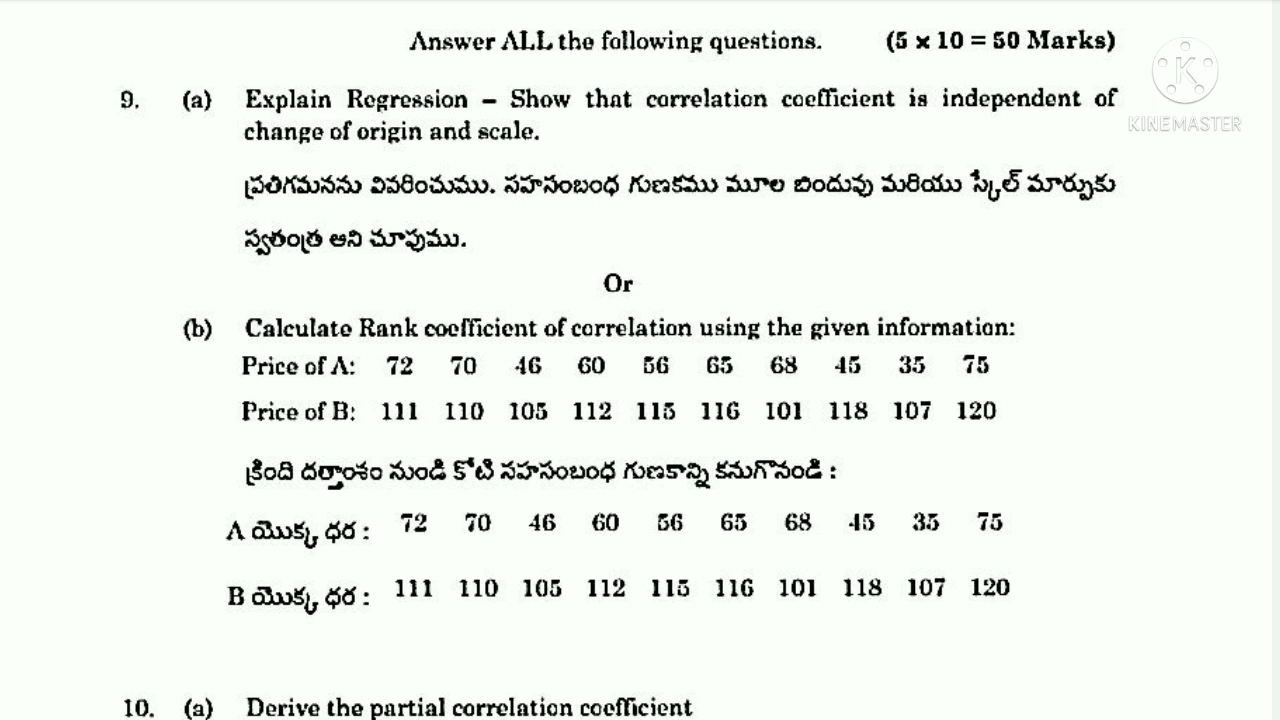 Answer ALL the following questions. (5 x 10 = 50 Marks)
KINEMASTER
9. (a) Explain Regression – Show that correlation coefficient is independent of
change of origin and scale.
ప్రతిగమనను వివరించుము. సహసంబంధ గుణకము మూల బిందువు మరియు స్కేల్ మార్పుకు
స్వతంత్ర అని చూపుము.
Or
(b) Calculate Rank coefficient of correlation using the given information:
Price of A: 72 70 46 60 56 65 68 45 35 75
Price of B: 111 110 105 112 115 116 101 118 107 120
క్రింది దర్తాంశం నుండి కోటి సహసంబంధ గుణకాన్ని కనుగొనండి :
A యొక్క ధర : 72 70 46 60 56 65 68 45 35 75
B యొక్క ధర : 111 110 105 112 115 116 101 118 107 120
10. (a) Derive the partial correlation coefficient